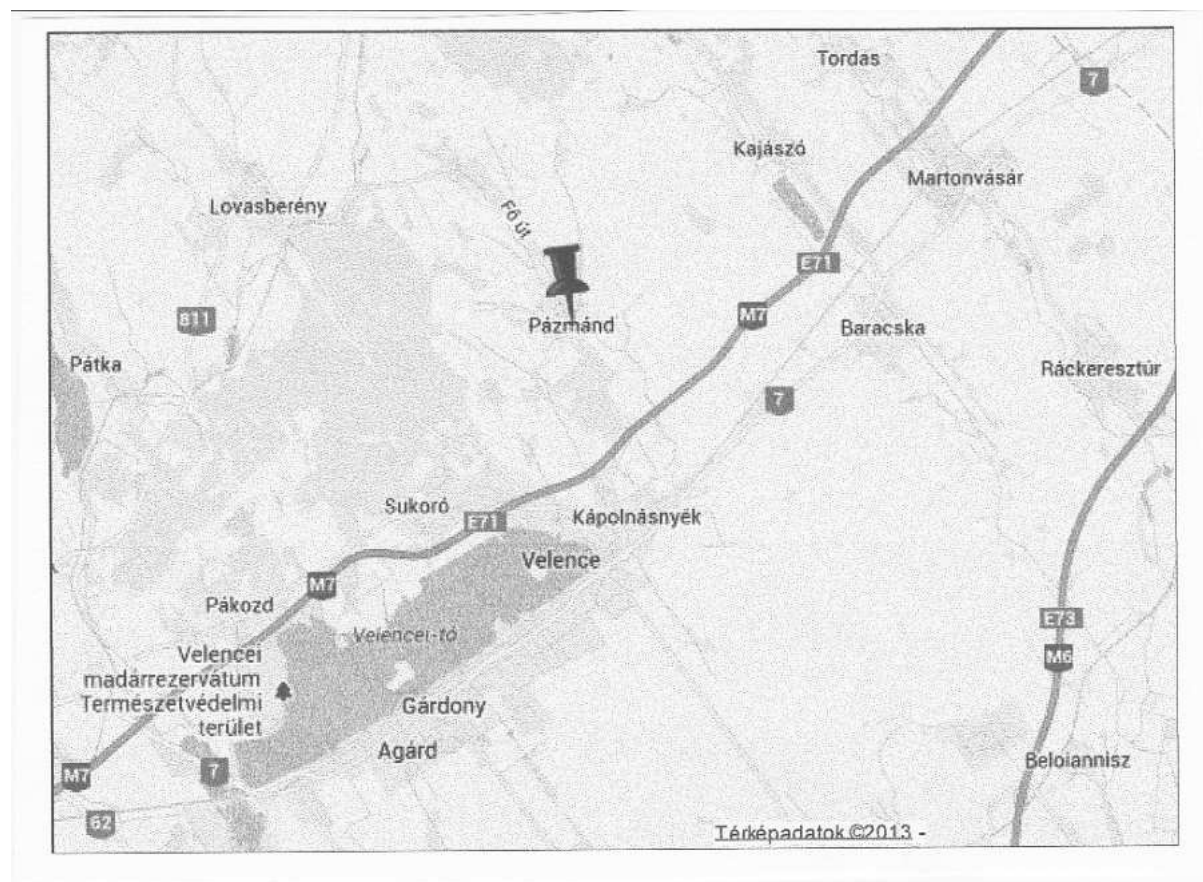 Tordas
7
Kajászó
Martonvásár
Lovasberény
Fő út
E71
811
M7
Pázmánd
Baracska
Pátka
Ráckeresztúr
7
Sukoró
E71
Kápolnásnyék
Velence
M7
Pákozd
E73
Velencei-tó
Velencei
madárrezervátum
Természetvédelmi
terület
M6
Gárdony
Agárd
Beloiannisz
M7
7
62
Térképadatok ©2013 -